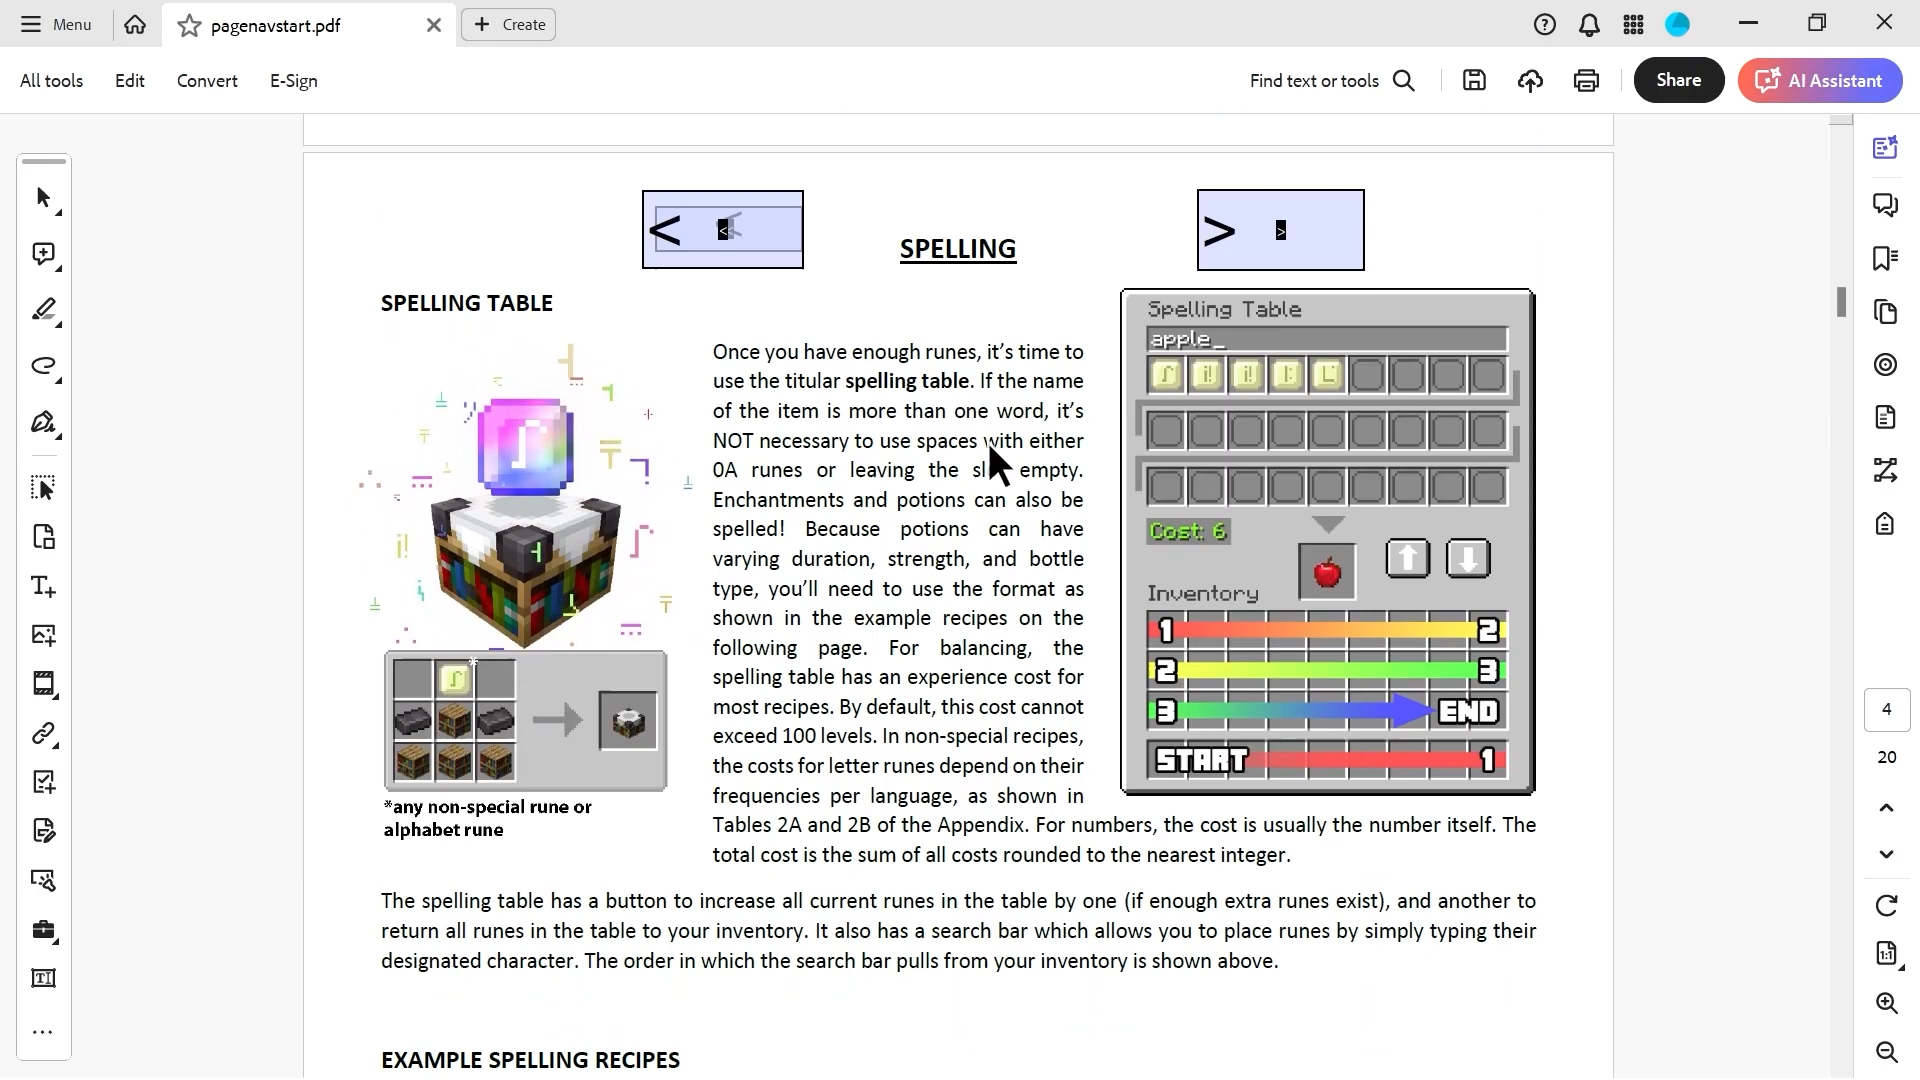 Menu
pagenavstart.pdf
Create
All tools
Edit
Convert
E-Sign
Find text or tools
Share
AI Assistant
< < <
SPELLING
> >
SPELLING TABLE
Once you have enough runes, it's time to
use the titular spelling table. If the name
of the item is more than one word, it's
NOT necessary to use spaces with either
0A runes or leaving the sl empty.
Enchantments and potions can also be
spelled! Because potions can have
varying duration, strength, and bottle
type, you'll need to use the format as
shown in the example recipes on the
following page. For balancing, the
spelling table has an experience cost for
most recipes. By default, this cost cannot
exceed 100 levels. In non-special recipes,
the costs for letter runes depend on their
frequencies per language, as shown in
Tables 2A and 2B of the Appendix. For numbers, the cost is usually the number itself. The
total cost is the sum of all costs rounded to the nearest integer.
*
*any non-special rune or
alphabet rune
Spelling Table
apple_
Cost: 6
Inventory
1 2
2 3
3 END
START 1
The spelling table has a button to increase all current runes in the table by one (if enough extra runes exist), and another to
return all runes in the table to your inventory. It also has a search bar which allows you to place runes by simply typing their
designated character. The order in which the search bar pulls from your inventory is shown above.
EXAMPLE SPELLING RECIPES
4
20
1:1